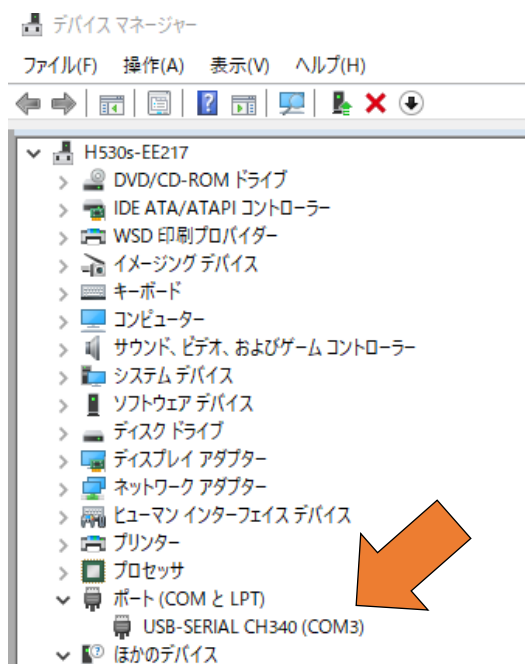 デバイス マネージャー
ファイル(F) 操作(A) 表示(V) ヘルプ(H)
H530s-EE217
DVD/CD-ROM ドライブ
IDE ATA/ATAPI コントローラー
WSD 印刷プロバイダー
イメージング デバイス
キーボード
コンピューター
サウンド、ビデオ、およびゲーム コントローラー
システム デバイス
ソフトウェア デバイス
ディスク ドライブ
ディスプレイ アダプター
ネットワーク アダプター
ヒューマン インターフェイス デバイス
プリンター
プロセッサ
ポート (COM と LPT)
USB-SERIAL CH340 (COM3)
ほかのデバイス